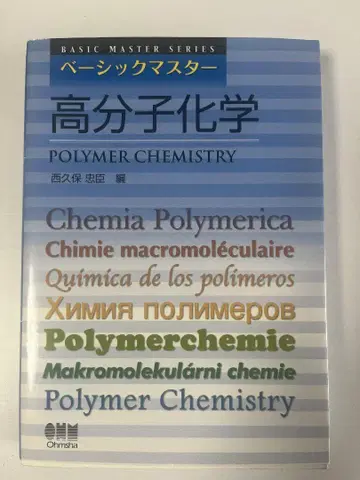 BASIC MASTER SERIES
ベーシックマスター
高分子化学
POLYMER CHEMISTRY
西久保 忠臣 編
Chemia Polymerica
Chimie macromoléculaire
Química de los polímeros
Химия полимеров
Polymerchemie
Makromolekulárni chemie
Polymer Chemistry
OHM
Ohmsha